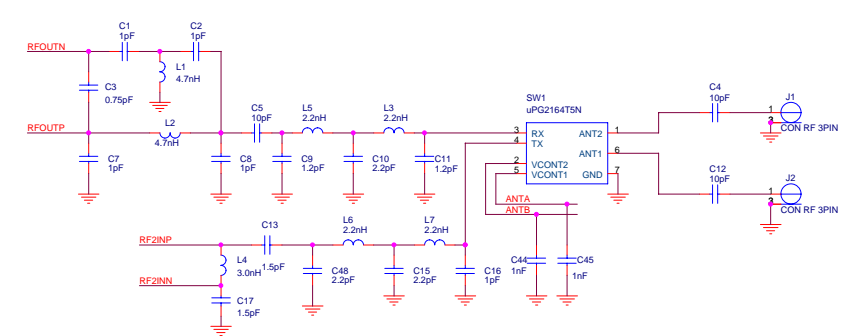 C1
1pF
C2
1pF
RFOUTN
L1
4.7nH
C3
0.75pF
RFOUTP
L2
4.7nH
C5
10pF
L5
2.2nH
L3
2.2nH
C7
1pF
C8
1pF
C9
1.2pF
C10
2.2pF
C11
1.2pF
SW1
uPG2164T5N
3 RX
4 TX
2 VCONT2
5 VCONT1
ANT2 1
ANT1 6
GND 7
C4
10pF
J1
1
2
3
CON RF 3PIN
C12
10pF
J2
1
2
3
CON RF 3PIN
ANTA
ANTB
RF2INP
C13
1.5pF
L6
2.2nH
L7
2.2nH
L4
3.0nH
RF2INN
C17
1.5pF
C48
2.2pF
C15
2.2pF
C16
1pF
C44
1nF
C45
1nF